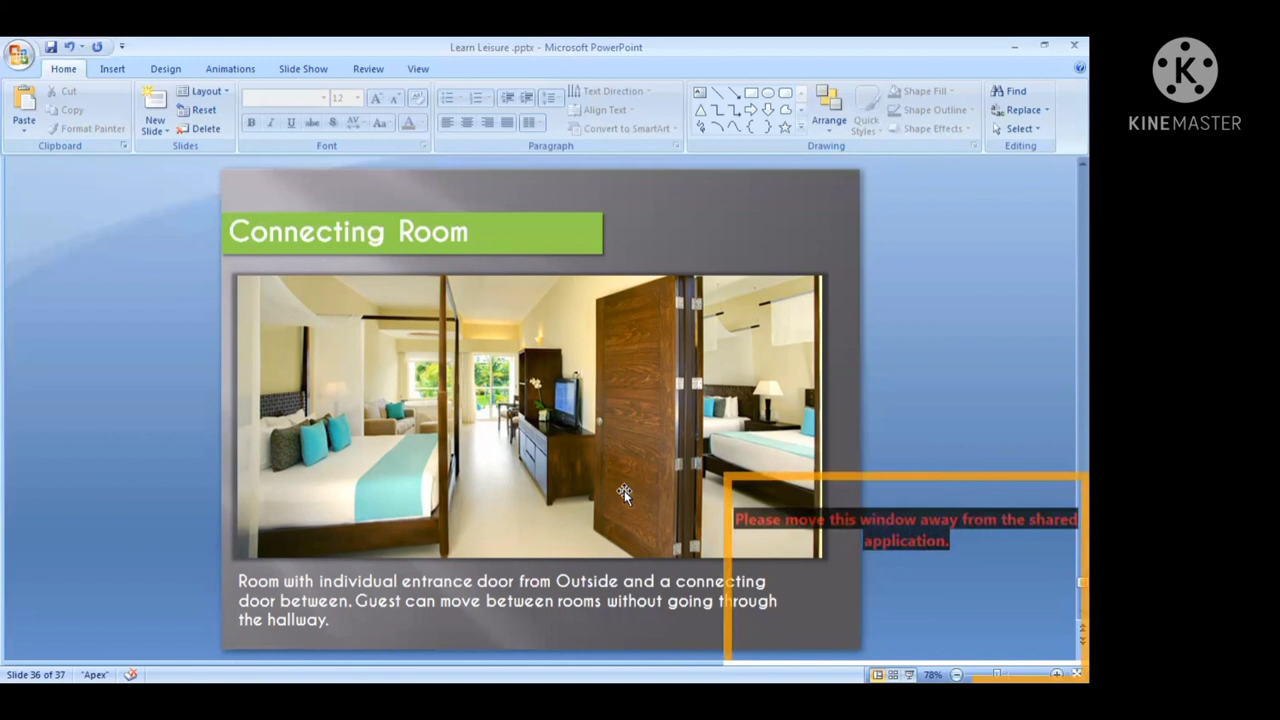 Learn Leisure .pptx - Microsoft PowerPoint
Home Insert Design Animations Slide Show Review View
Paste
Cut
Copy
Format Painter
Clipboard
New
Slide
Layout
Reset
Delete
Slides
12
B I U abe S AV Aa A
Font
Text Direction
Align Text
Convert to SmartArt
Paragraph
Arrange
Quick
Styles
Shape Fill
Shape Outline
Shape Effects
Drawing
Find
Replace
Select
Editing
K
KINEMASTER
Connecting Room
Please move this window away from the shared
application.
Room with individual entrance door from Outside and a connecting
door between. Guest can move between rooms without going through
the hallway.
Slide 36 of 37 "Apex" 78%